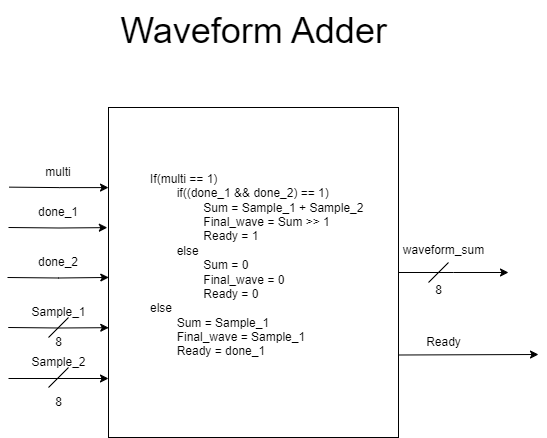 Waveform Adder
multi
done_1
done_2
Sample_1
8
Sample_2
8
If(multi == 1)
if((done_1 && done_2) == 1)
Sum = Sample_1 + Sample_2
Final_wave = Sum >> 1
Ready = 1
else
Sum = 0
Final_wave = 0
Ready = 0
else
Sum = Sample_1
Final_wave = Sample_1
Ready = done_1
waveform_sum
8
Ready